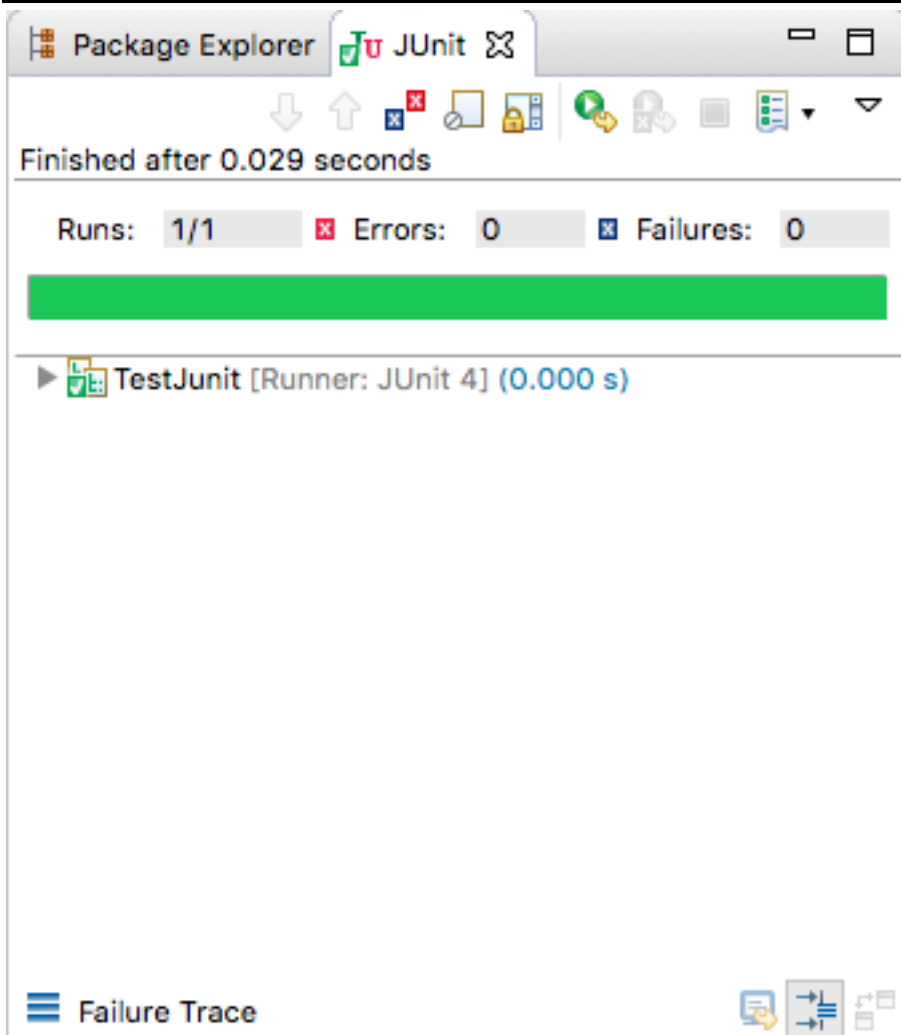 Package Explorer JUnit
Finished after 0.029 seconds
Runs: 1/1 Errors: 0 Failures: 0
TestJunit [Runner: JUnit 4] (0.000 s)
Failure Trace